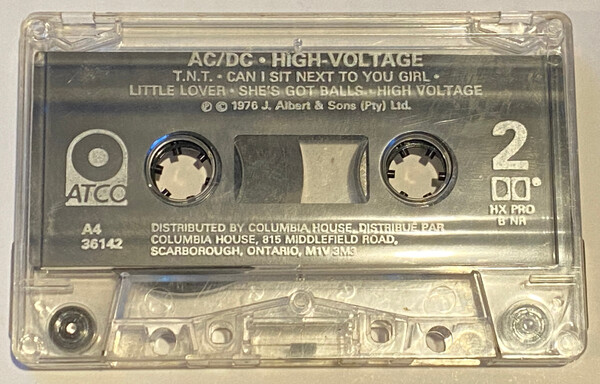 AC/DC • HIGH-VOLTAGE
T.N.T. • CAN I SIT NEXT TO YOU GIRL •
LITTLE LOVER • SHE'S GOT BALLS • HIGH VOLTAGE
℗ © 1976 J. Albert & Sons (Pty) Ltd.
ATCO
2
HX PRO
B NR
A4
36142
DISTRIBUTED BY COLUMBIA HOUSE, DISTRIBUE PAR
COLUMBIA HOUSE, 815 MIDDLEFIELD ROAD,
SCARBOROUGH, ONTARIO, M1V 3M3